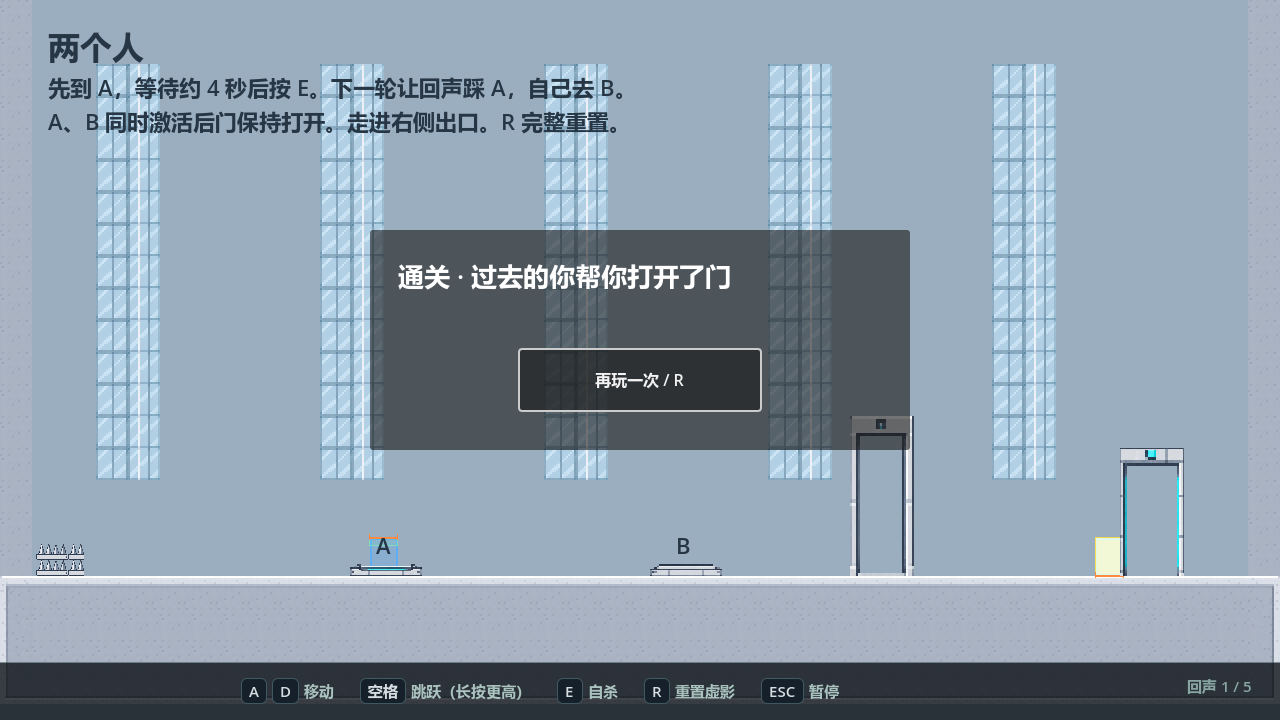 两个人
先到 A，等待约 4 秒后按 E。下一轮让回声踩 A，自己去 B。
A、B 同时激活后门保持打开。走进右侧出口。R 完整重置。
通关 · 过去的你帮你打开了门
再玩一次 / R
A
B
A D 移动 空格 跳跃（长按更高） E 自杀 R 重置虚影 ESC 暂停
回声 1 / 5